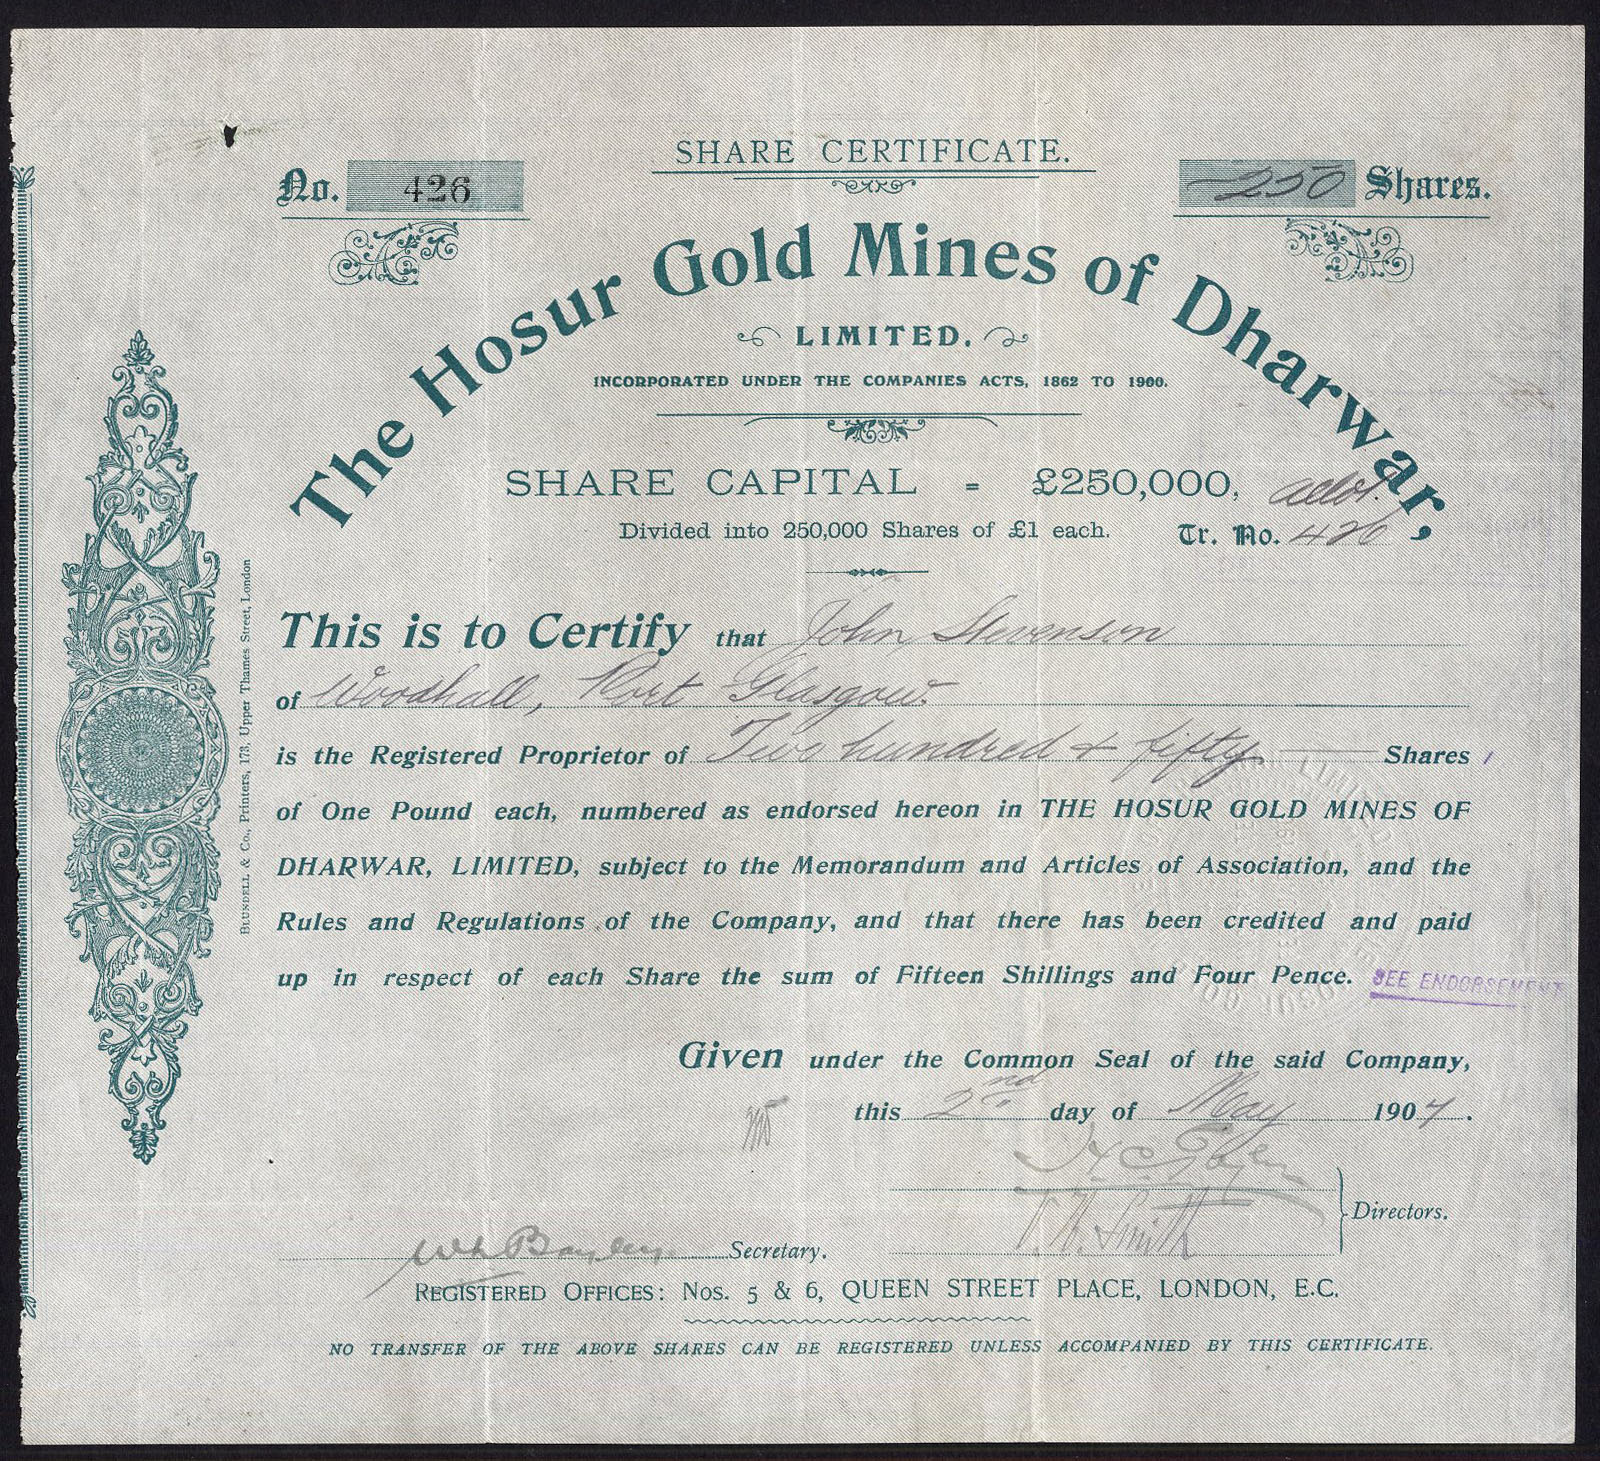 SHARE CERTIFICATE.
No. 426
250 Shares.
The Hosur Gold Mines of Dharwar,
LIMITED.
INCORPORATED UNDER THE COMPANIES ACTS, 1862 TO 1900.
SHARE CAPITAL = £250,000,
allot.
Divided into 250,000 Shares of £1 each.
Tr. No. 426
This is to Certify that John Stevenson
of Woodhall, Port Glasgow.
is the Registered Proprietor of Two hundred & fifty Shares
of One Pound each, numbered as endorsed hereon in THE HOSUR GOLD MINES OF
DHARWAR, LIMITED, subject to the Memorandum and Articles of Association, and the
Rules and Regulations of the Company, and that there has been credited and paid
up in respect of each Share the sum of Fifteen Shillings and Four Pence. SEE ENDORSEMENT
Given under the Common Seal of the said Company,
this 2nd day of May 1904.
Smith
Directors.
Secretary.
REGISTERED OFFICES: Nos. 5 & 6, QUEEN STREET PLACE, LONDON, E.C.
NO TRANSFER OF THE ABOVE SHARES CAN BE REGISTERED UNLESS ACCOMPANIED BY THIS CERTIFICATE.
BLUNDELL & Co., Printers, 173, Upper Thames Street, London